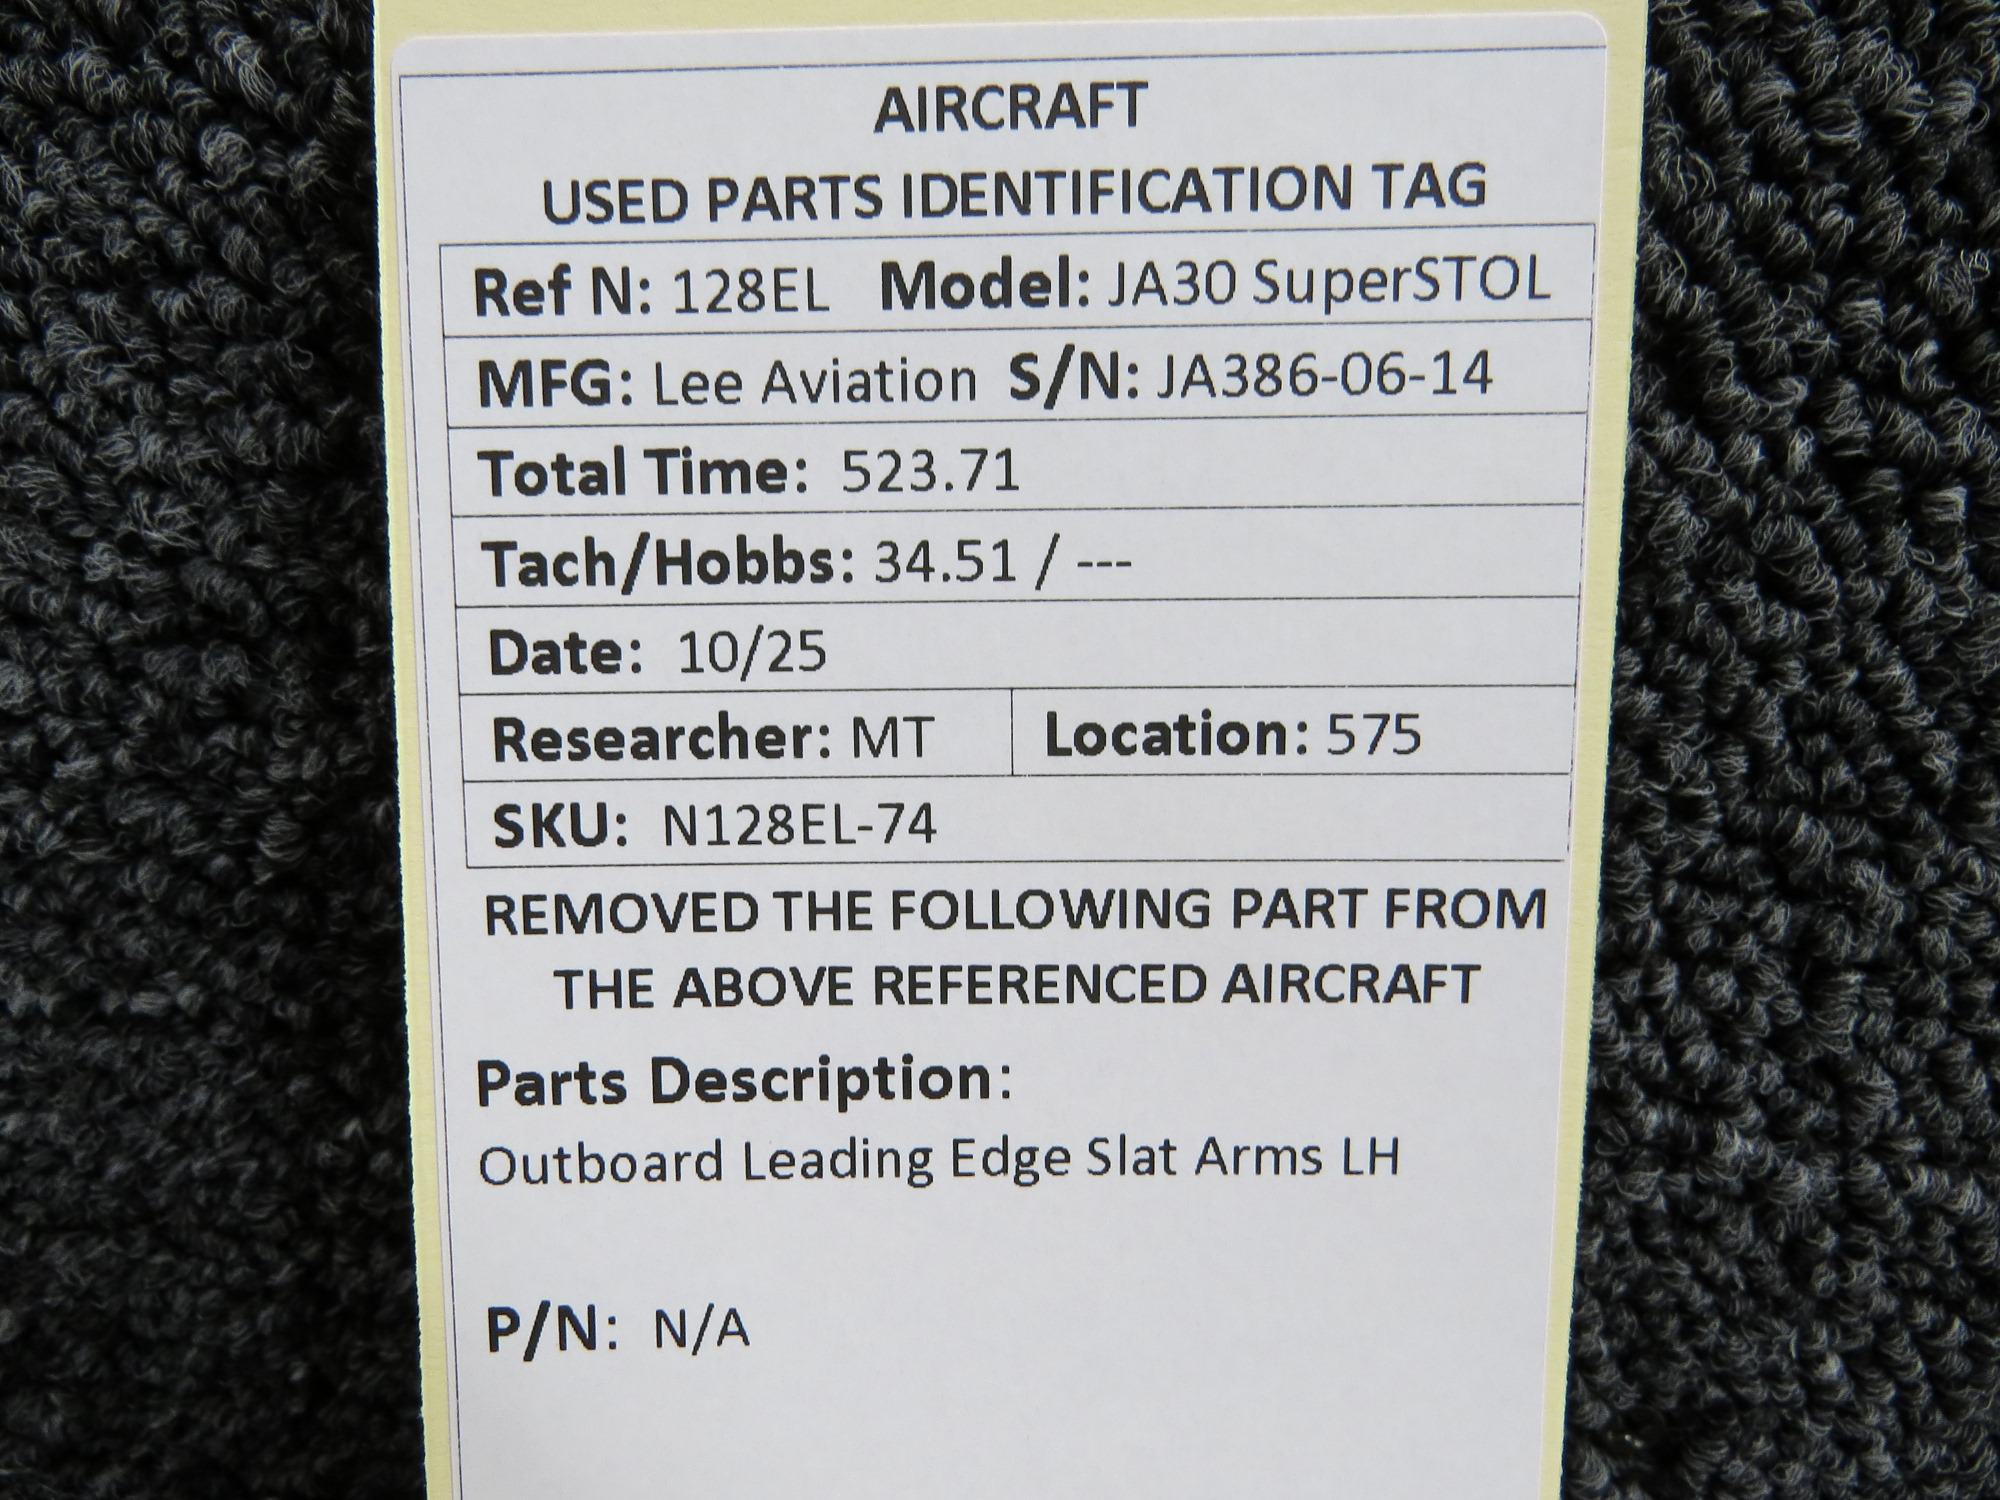 AIRCRAFT
USED PARTS IDENTIFICATION TAG
Ref N: 128EL Model: JA30 SuperSTOL
MFG: Lee Aviation S/N: JA386-06-14
Total Time: 523.71
Tach/Hobbs: 34.51 / ---
Date: 10/25
Researcher: MT Location: 575
SKU: N128EL-74
REMOVED THE FOLLOWING PART FROM
THE ABOVE REFERENCED AIRCRAFT
Parts Description:
Outboard Leading Edge Slat Arms LH
P/N: N/A